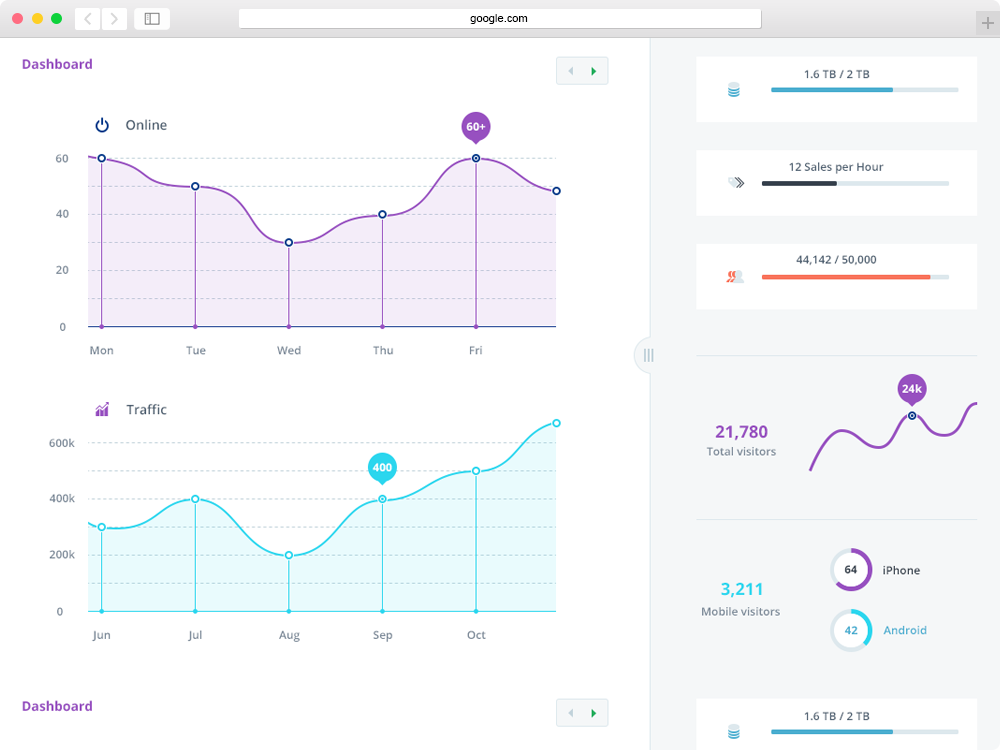 google.com
Dashboard
Online
60+
60
40
20
0
Mon Tue Wed Thu Fri
Traffic
400
600k
400k
200k
0
Jun Jul Aug Sep Oct
Dashboard
1.6 TB / 2 TB
12 Sales per Hour
44,142 / 50,000
24k
21,780
Total visitors
64 iPhone
3,211
Mobile visitors
42 Android
1.6 TB / 2 TB